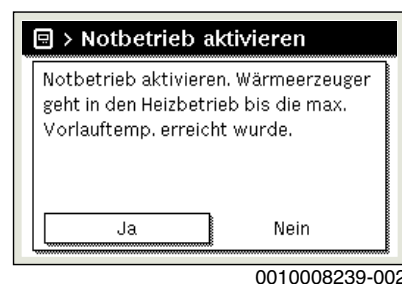 > Notbetrieb aktivieren
Notbetrieb aktivieren. Wärmeerzeuger
geht in den Heizbetrieb bis die max.
Vorlauftemp. erreicht wurde.
Ja Nein
0010008239-002